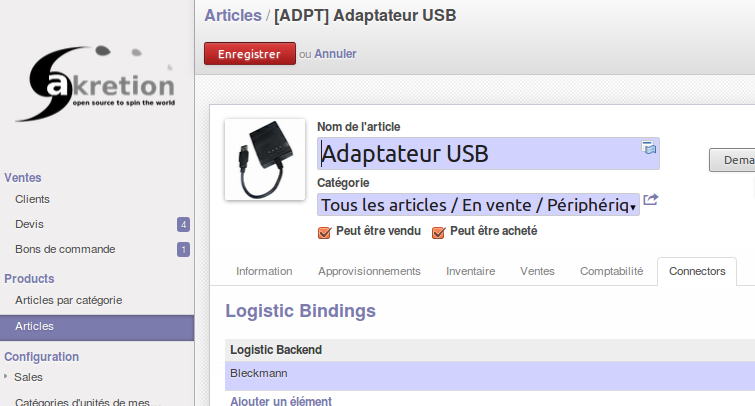 akretion
open source to spin the world
Ventes
Clients
Devis 4
Bons de commande 1
Products
Articles par catégorie
Articles
Configuration
Sales
Catégories d'unités de mes...
Articles / [ADPT] Adaptateur USB
Enregistrer ou Annuler
Nom de l'article
Adaptateur USB
Dema
Catégorie
Tous les articles / En vente / Périphériq
Peut être vendu Peut être acheté
Information Approvisionnements Inventaire Ventes Comptabilité Connectors
Logistic Bindings
Logistic Backend
Bleckmann
Ajouter un élément